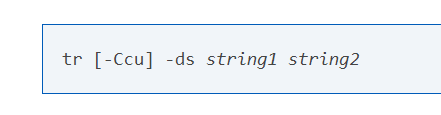 tr [-Ccu] -ds string1 string2